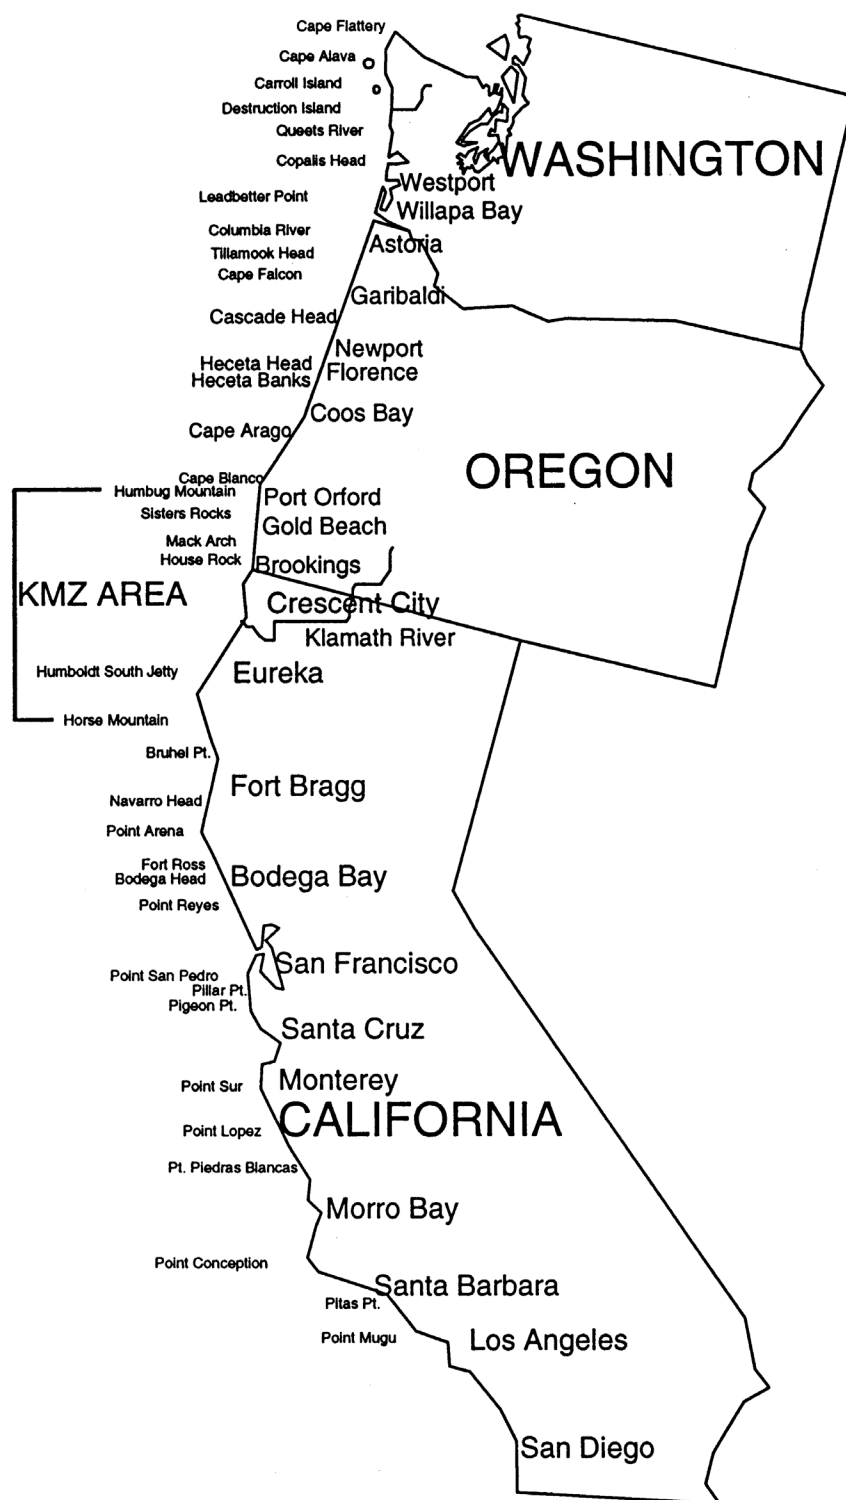 Cape Flattery
Cape Alava
Carroll Island
Destruction Island
Queets River
Copalis Head
WASHINGTON
Westport
Leadbetter Point
Willapa Bay
Columbia River
Astoria
Tillamook Head
Cape Falcon
Garibaldi
Cascade Head
Newport
Heceta Head
Florence
Heceta Banks
Coos Bay
Cape Arago
OREGON
Cape Blanco
Humbug Mountain
Port Orford
Sisters Rocks
Gold Beach
Mack Arch
House Rock
Brookings
KMZ AREA
Crescent City
Klamath River
Humboldt South Jetty
Eureka
Horse Mountain
Bruhel Pt.
Fort Bragg
Navarro Head
Point Arena
Fort Ross
Bodega Head
Bodega Bay
Point Reyes
San Francisco
Point San Pedro
Pillar Pt.
Pigeon Pt.
Santa Cruz
Monterey
Point Sur
CALIFORNIA
Point Lopez
Pt. Piedras Blancas
Morro Bay
Point Conception
Santa Barbara
Pitas Pt.
Point Mugu
Los Angeles
San Diego